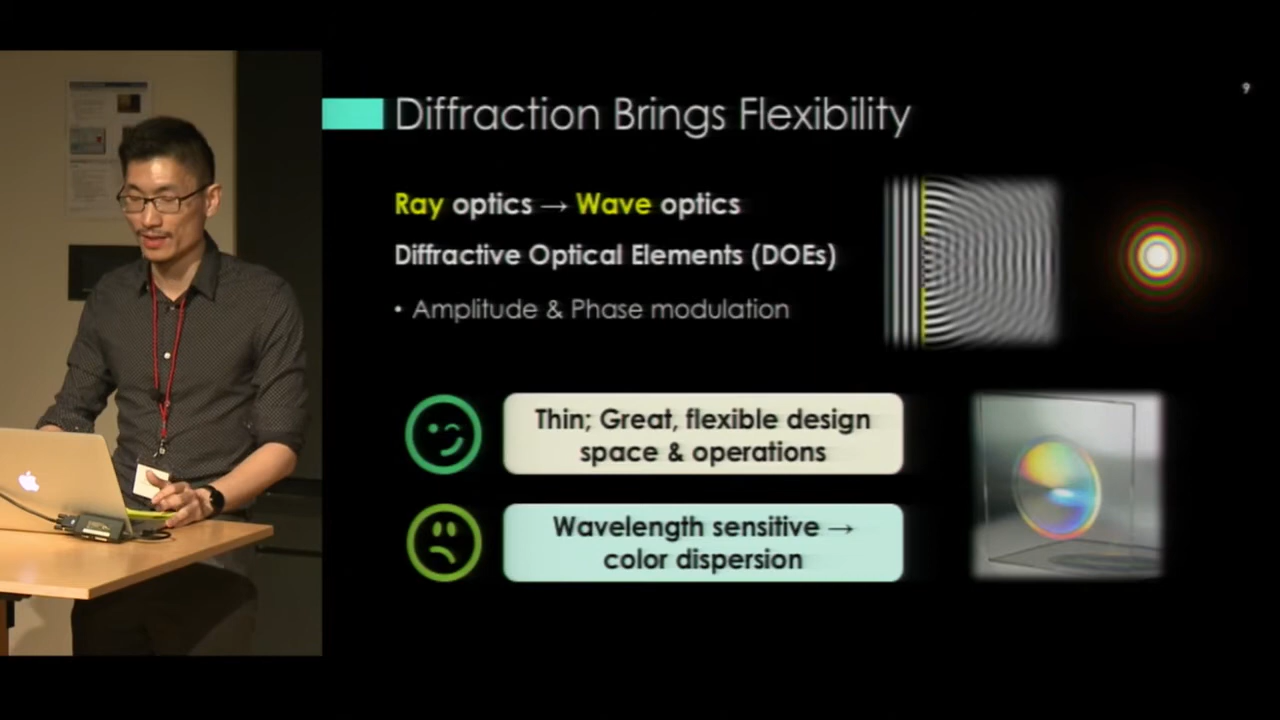 9
Diffraction Brings Flexibility
Ray optics → Wave optics
Diffractive Optical Elements (DOEs)
• Amplitude & Phase modulation
Thin; Great, flexible design
space & operations
Wavelength sensitive →
color dispersion